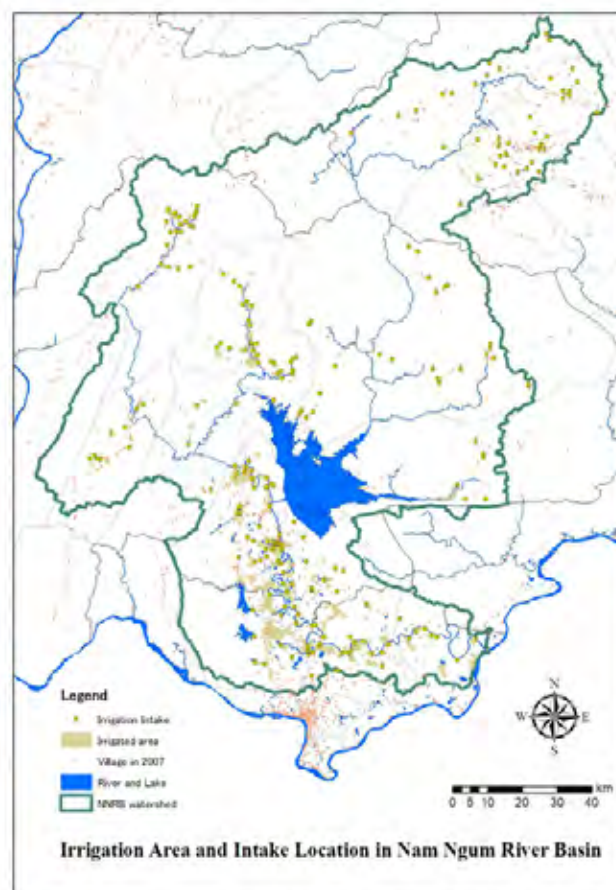 Legend
Irrigation Intake
Irrigated area
Village in 2007
River and Lake
NNRB watershed
N
W E
S
km
0 5 10 20 30 40
Irrigation Area and Intake Location in Nam Ngum River Basin